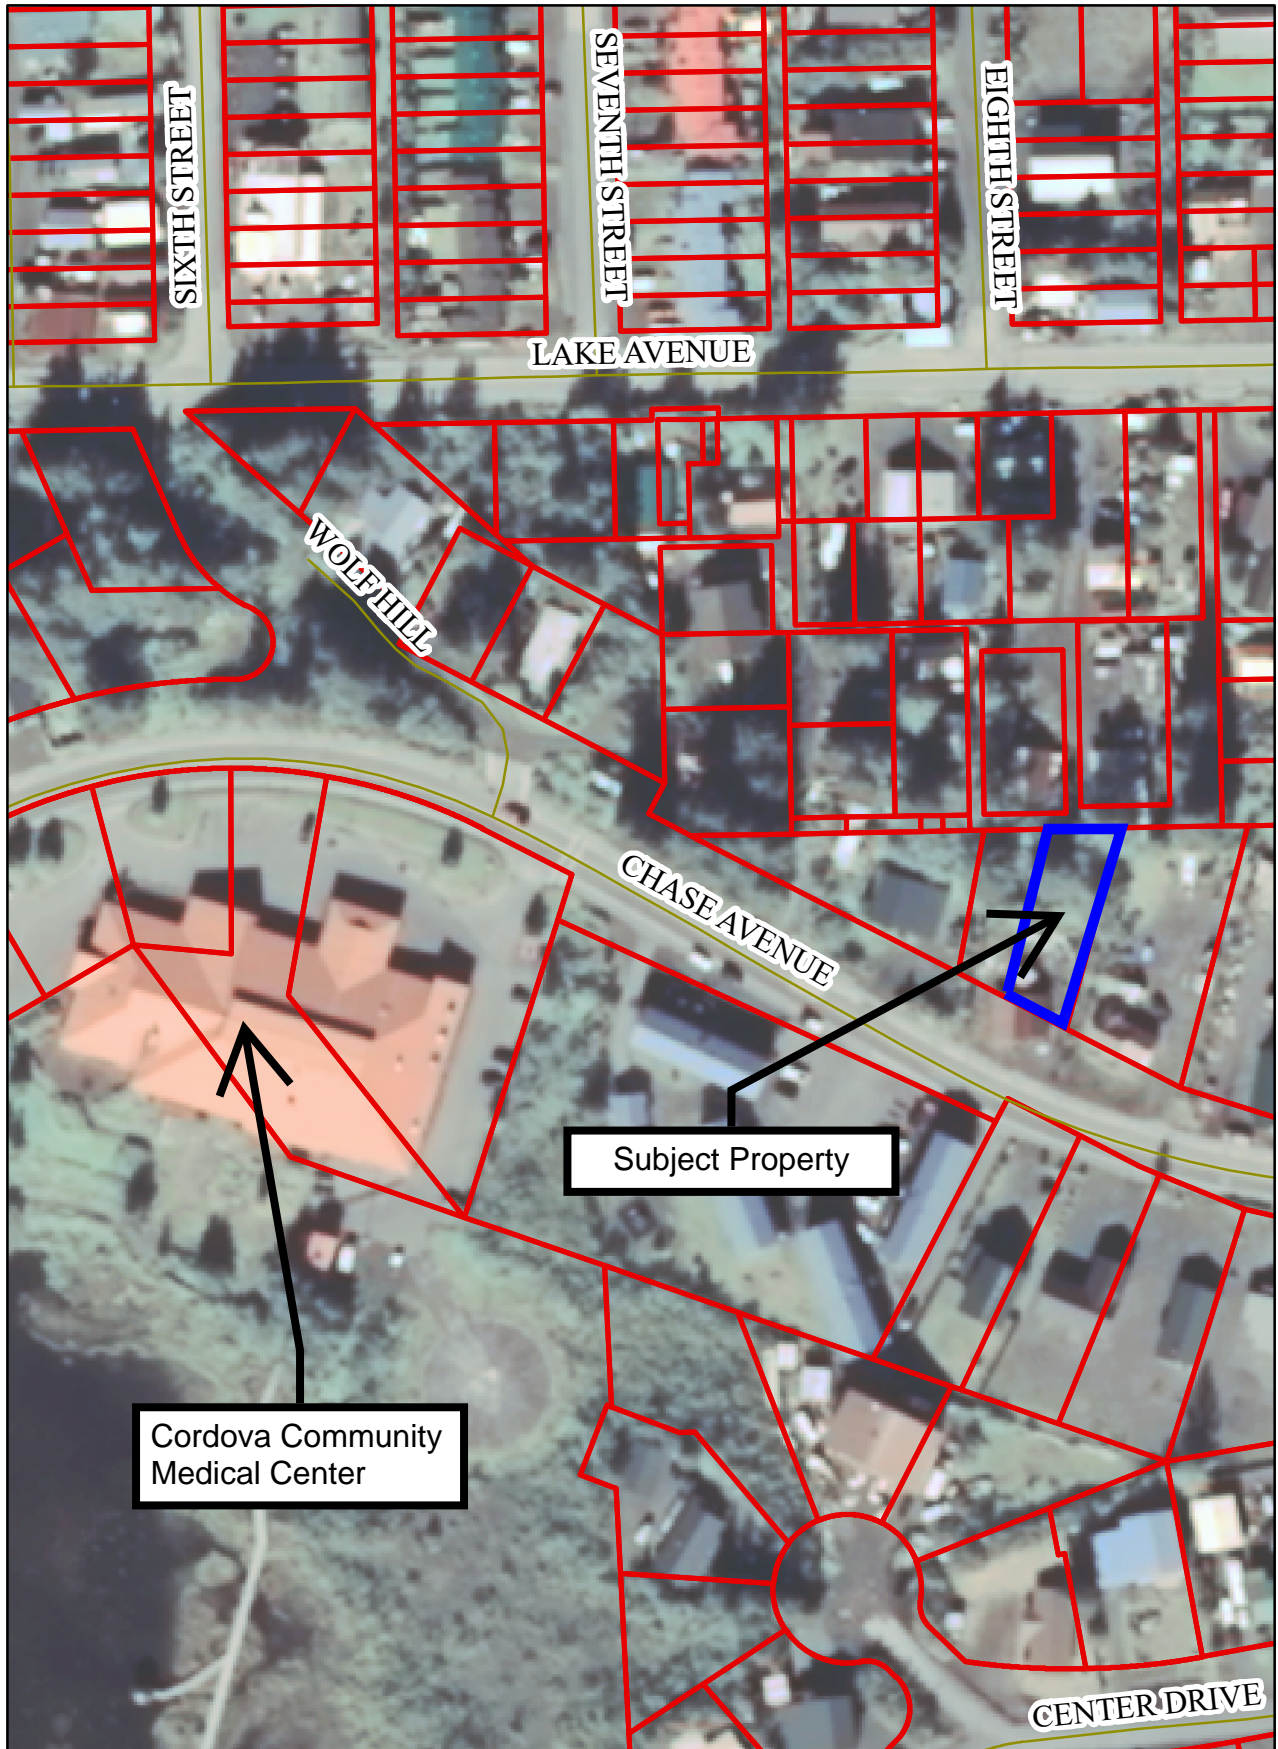 SIXTH STREET
SEVENTH STREET
EIGHTH STREET
LAKE AVENUE
WOLF HILL
CHASE AVENUE
Subject Property
Cordova Community
Medical Center
CENTER DRIVE